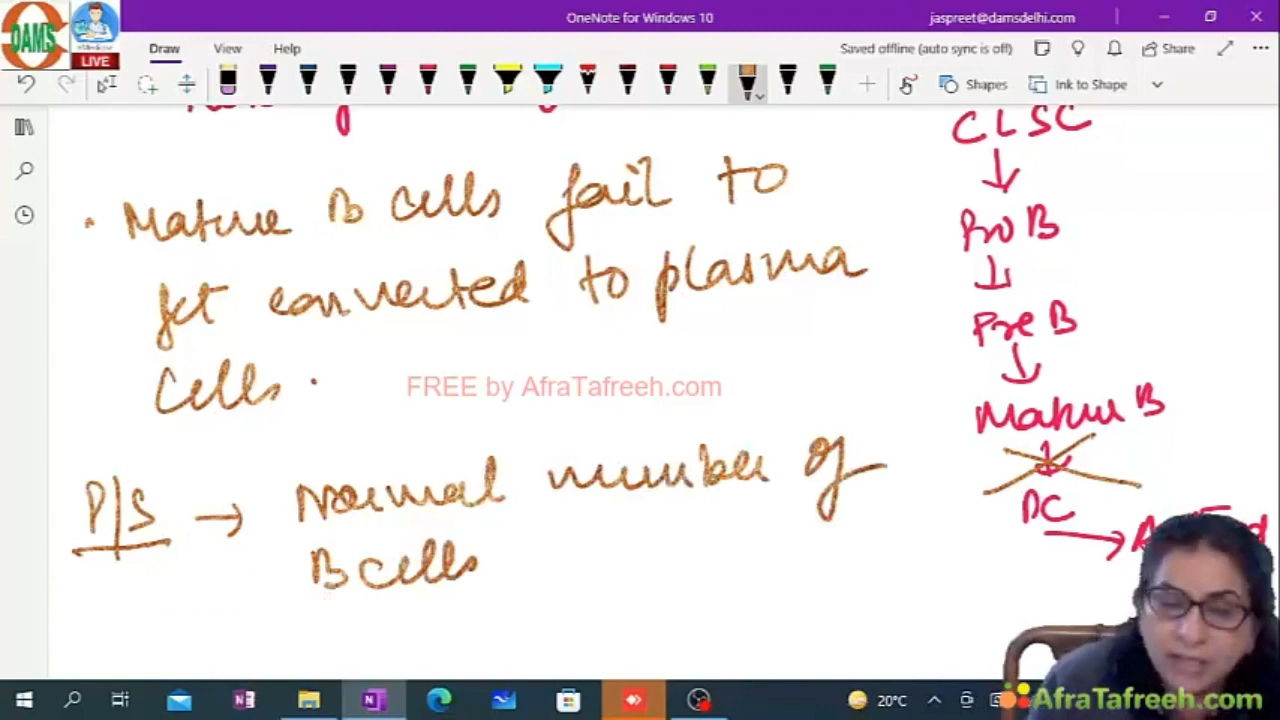 DAMS
eMedicoz
LIVE
OneNote for Windows 10
jaspreet@damsdelhi.com
Draw
View
Help
Saved offline (auto sync is off)
Share
Shapes
Ink to Shape
CLSC
Pro B
Pre B
Mature B
PC
. Mature B cells fail to
get converted to plasma
cells .
FREE by AfraTafreeh.com
P/S → Normal number of
B cells
20°C
AfraTafreeh.com